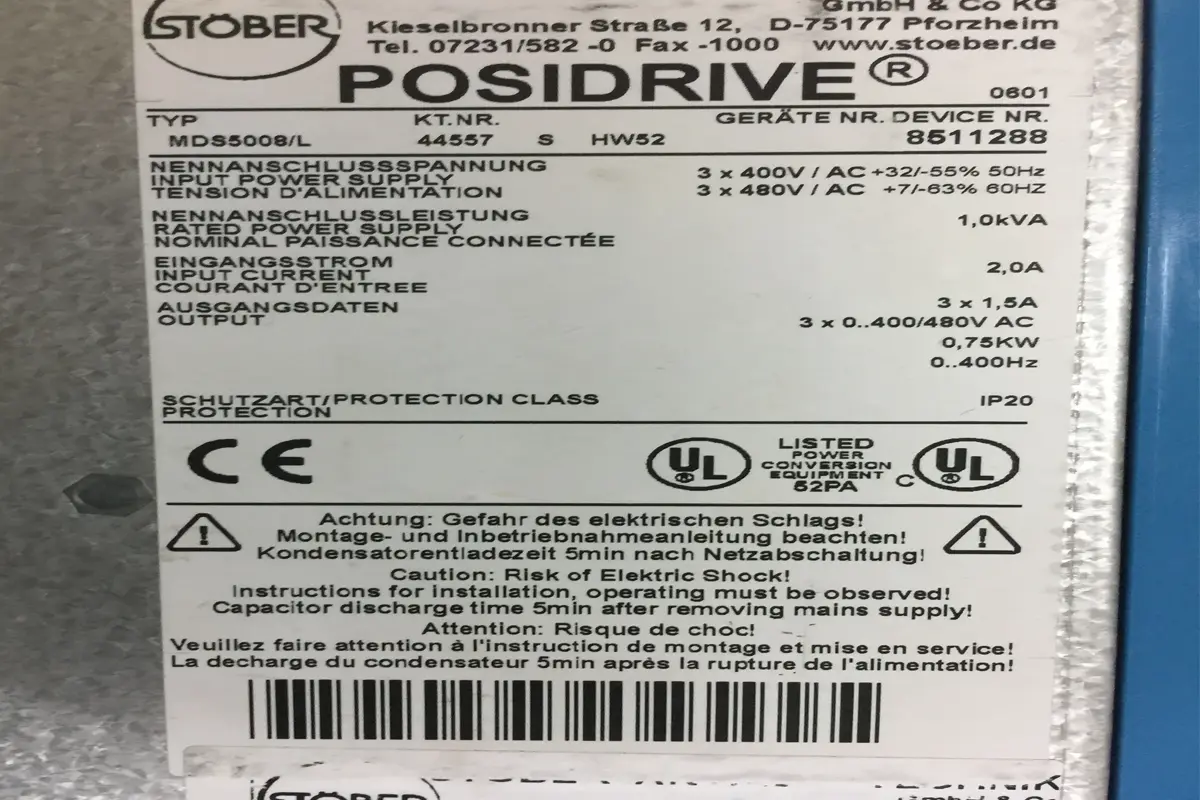 STÖBER
GmbH & Co KG
Kieselbronner Straße 12, D-75177 Pforzheim
Tel. 07231/582 -0 Fax -1000 www.stoeber.de
POSIDRIVE®
0601
TYP KT.NR. GERÄTE NR. DEVICE NR.
MDS5008/L 44557 S HW52 8511288
NENNANSCHLUSSSPANNUNG
INPUT POWER SUPPLY
TENSION D'ALIMENTATION
3 x 400V / AC +32/-55% 50Hz
3 x 480V / AC +7/-63% 60HZ
NENNANSCHLUSSLEISTUNG
RATED POWER SUPPLY
NOMINAL PAISSANCE CONNECTÉE
1,0kVA
EINGANGSSTROM
INPUT CURRENT
COURANT D'ENTREE
2,0A
AUSGANGSDATEN
OUTPUT
3 x 1,5A
3 x 0..400/480V AC
0,75KW
0..400Hz
SCHUTZART/PROTECTION CLASS
PROTECTION
IP20
CE
UL
LISTED
POWER
CONVERSION
EQUIPMENT
52PA
C UL
Achtung: Gefahr des elektrischen Schlags!
Montage- und Inbetriebnahmeanleitung beachten!
Kondensatorentladezeit 5min nach Netzabschaltung!
Caution: Risk of Elektric Shock!
Instructions for installation, operating must be observed!
Capacitor discharge time 5min after removing mains supply!
Attention: Risque de choc!
Veuillez faire attention à l'instruction de montage et mise en service!
La decharge du condensateur 5min après la rupture de l'alimentation!
STÖBER
GmbH & Co